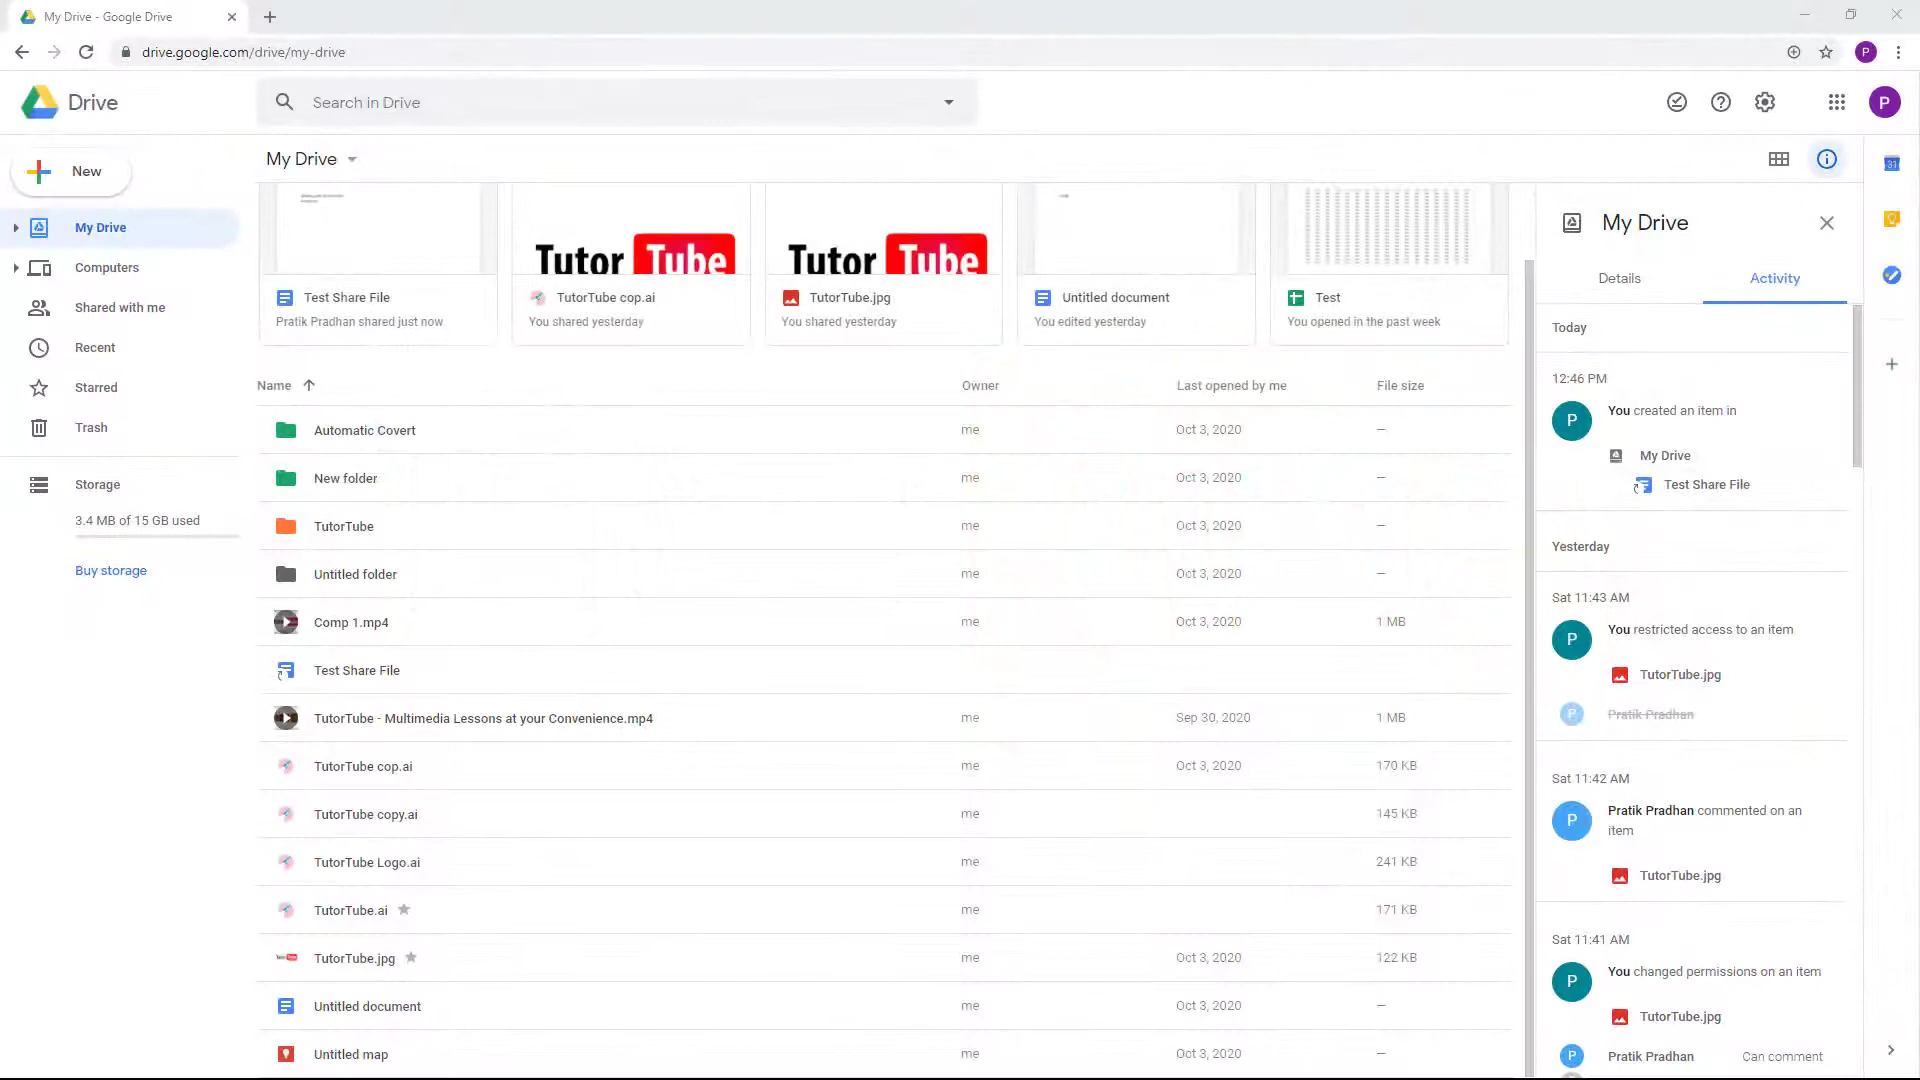 My Drive - Google Drive
drive.google.com/drive/my-drive
P
Drive
Search in Drive
P
New
My Drive
Computers
Shared with me
Recent
Starred
Trash
Storage
3.4 MB of 15 GB used
Buy storage
My Drive
Tutor Tube
Tutor Tube
Test Share File
Pratik Pradhan shared just now
TutorTube cop.ai
You shared yesterday
TutorTube.jpg
You shared yesterday
Untitled document
You edited yesterday
Test
You opened in the past week
Name Owner Last opened by me File size
Automatic Covert me Oct 3, 2020 —
New folder me Oct 3, 2020 —
TutorTube me Oct 3, 2020 —
Untitled folder me Oct 3, 2020 —
Comp 1.mp4 me Oct 3, 2020 1 MB
Test Share File
TutorTube - Multimedia Lessons at your Convenience.mp4 me Sep 30, 2020 1 MB
TutorTube cop.ai me Oct 3, 2020 170 KB
TutorTube copy.ai me 145 KB
TutorTube Logo.ai me 241 KB
TutorTube.ai me 171 KB
TutorTube.jpg me Oct 3, 2020 122 KB
Untitled document me Oct 3, 2020 —
Untitled map me Oct 3, 2020 —
My Drive
Details Activity
Today
12:46 PM
P
You created an item in
My Drive
Test Share File
Yesterday
Sat 11:43 AM
P
You restricted access to an item
TutorTube.jpg
P Pratik Pradhan
Sat 11:42 AM
P
Pratik Pradhan commented on an
item
TutorTube.jpg
Sat 11:41 AM
P
You changed permissions on an item
TutorTube.jpg
P Pratik Pradhan Can comment
31